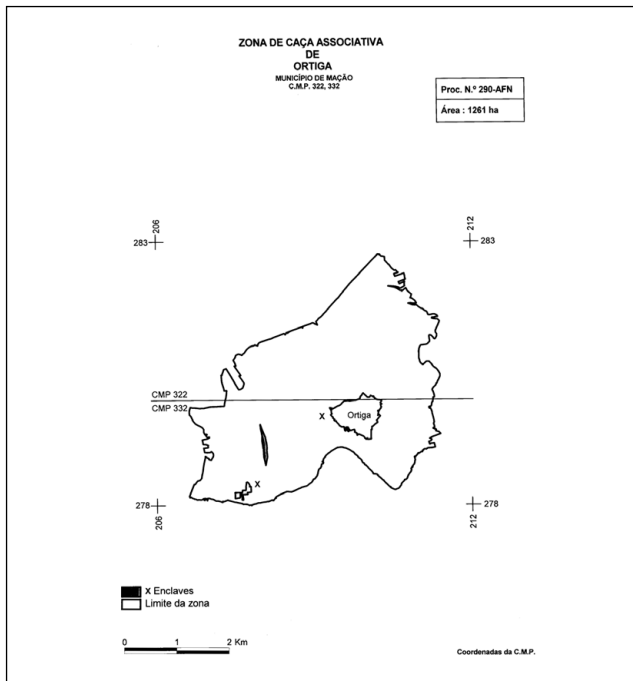 ZONA DE CAÇA ASSOCIATIVA
DE
ORTIGA
MUNICÍPIO DE MAÇÃO
C.M.P. 322, 332
Proc. N.º 290-AFN
Área : 1261 ha
206
212
283
283
CMP 322
CMP 332
x
Ortiga
x
278
278
206
212
x Enclaves
Limite da zona
0 1 2 Km
Coordenadas da C.M.P.